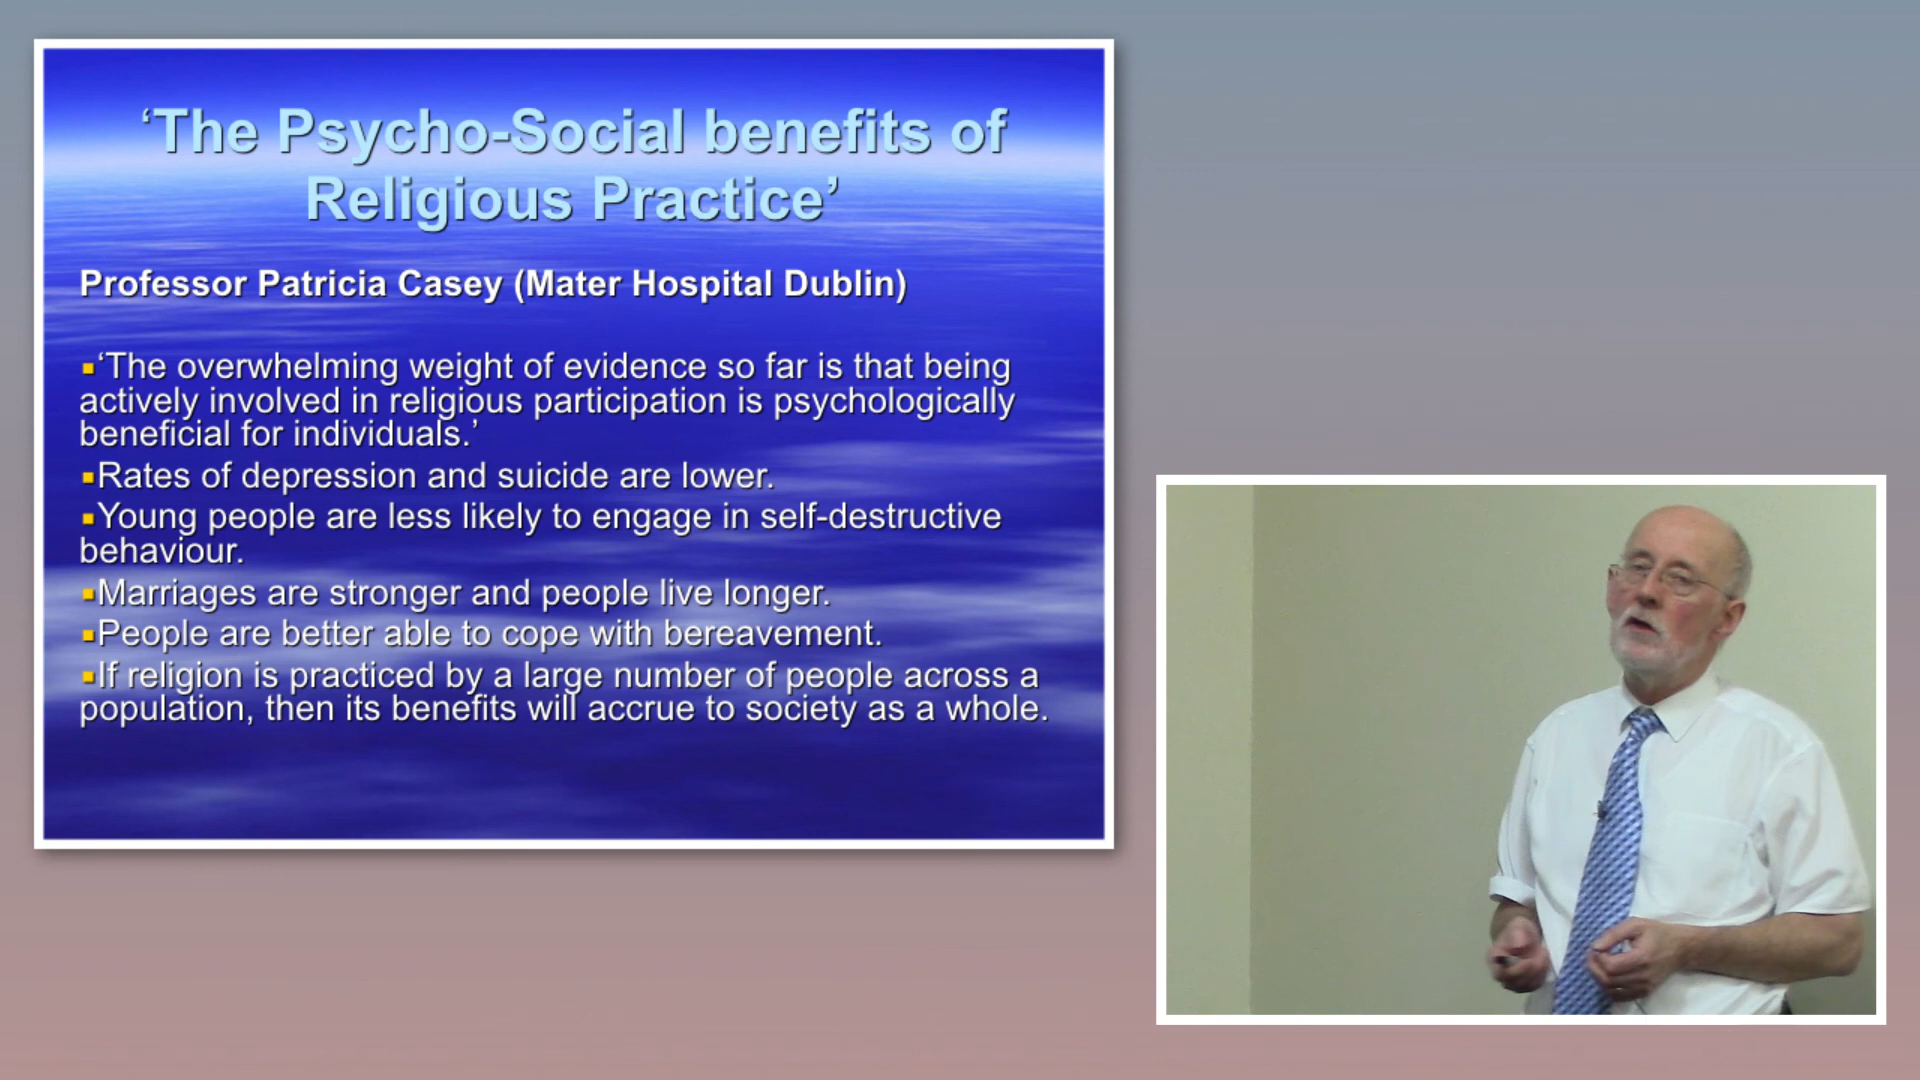 ‘The Psycho-Social benefits of
Religious Practice’
Professor Patricia Casey (Mater Hospital Dublin)
‘The overwhelming weight of evidence so far is that being
actively involved in religious participation is psychologically
beneficial for individuals.’
Rates of depression and suicide are lower.
Young people are less likely to engage in self-destructive
behaviour.
Marriages are stronger and people live longer.
People are better able to cope with bereavement.
If religion is practiced by a large number of people across a
population, then its benefits will accrue to society as a whole.